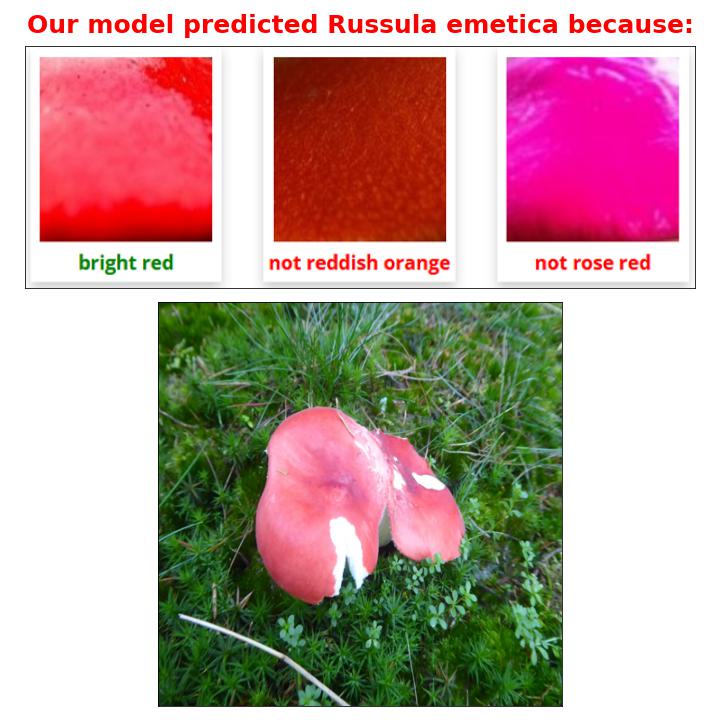 Our model predicted Russula emetica because:
bright red
not reddish orange
not rose red